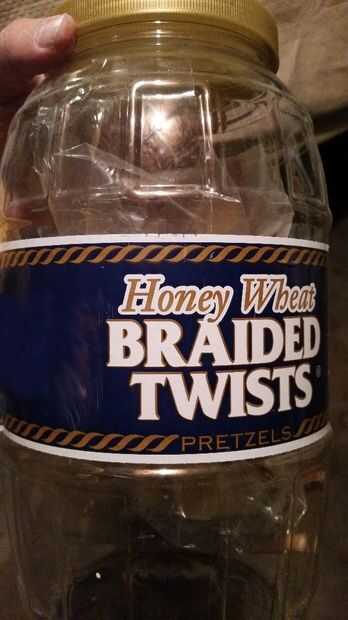 Honey Wheat
BRAIDED
TWISTS®
PRETZELS